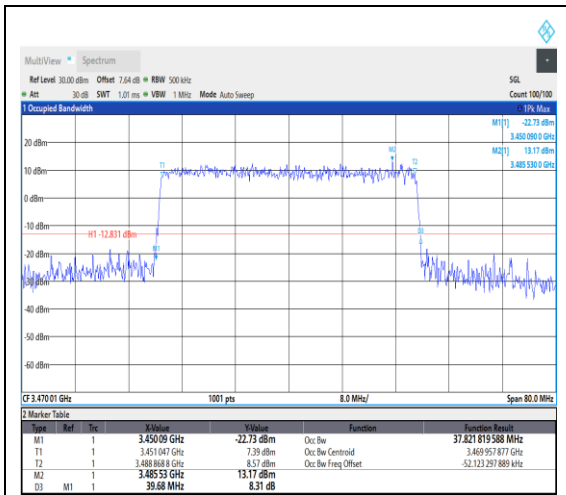 MultiView Spectrum
Ref Level 30.00 dBm Offset 7.64 dB RBW 500 kHz SGL
Att 30 dB SWT 1.01 ms VBW 1 MHz Mode Auto Sweep Count 100/100
1 Occupied Bandwidth 1Pk Max
M1[1] -22.73 dBm
3.450 090 0 GHz
M2[1] 13.17 dBm
3.485 530 0 GHz
20 dBm
M2
T1
T2
10 dBm
0 dBm
-10 dBm
H1 -12.831 dBm
D3
M1
-20 dBm
-30 dBm
-40 dBm
-50 dBm
-60 dBm
CF 3.470 01 GHz 1001 pts 8.0 MHz/ Span 80.0 MHz
2 Marker Table
Type Ref Trc X-Value Y-Value Function Function Result
M1 1 3.450 09 GHz -22.73 dBm Occ Bw 37.821 819 588 MHz
T1 1 3.451 047 GHz 7.39 dBm Occ Bw Centroid 3.469 957 877 GHz
T2 1 3.488 868 8 GHz 8.57 dBm Occ Bw Freq Offset -52.123 297 889 kHz
M2 1 3.485 53 GHz 13.17 dBm
D3 M1 1 39.68 MHz 8.31 dB